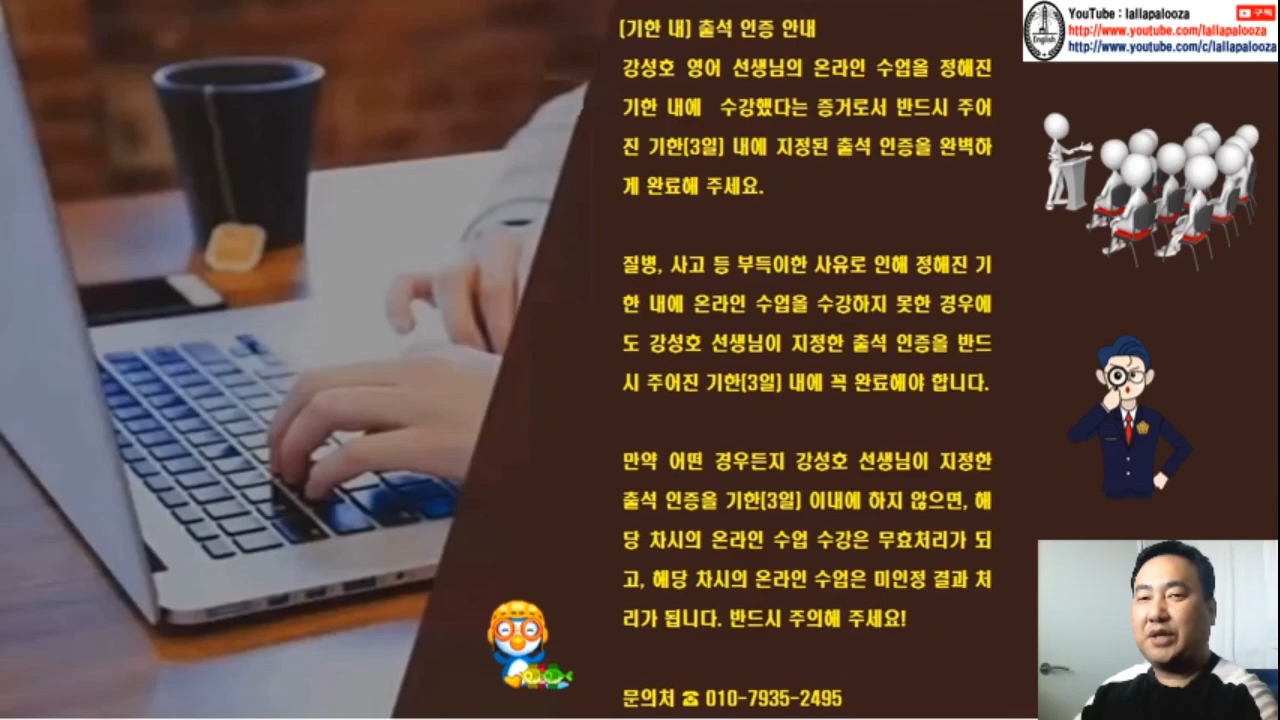 [기한 내] 출석 인증 안내
강성호 영어 선생님의 온라인 수업을 정해진
기한 내에 수강했다는 증거로서 반드시 주어
진 기한(3일) 내에 지정된 출석 인증을 완벽하
게 완료해 주세요.
질병, 사고 등 부득이한 사유로 인해 정해진 기
한 내에 온라인 수업을 수강하지 못한 경우에
도 강성호 선생님이 지정한 출석 인증을 반드
시 주어진 기한(3일) 내에 꼭 완료해야 합니다.
만약 어떤 경우든지 강성호 선생님이 지정한
출석 인증을 기한(3일) 이내에 하지 않으면, 해
당 차시의 온라인 수업 수강은 무효처리가 되
고, 해당 차시의 온라인 수업은 미인정 결과 처
리가 됩니다. 반드시 주의해 주세요!
문의처 ☎ 010-7935-2495
YouTube : lallapalooza
구독
http://www.youtube.com/lallapalooza
http://www.youtube.com/c/lallapalooza
English